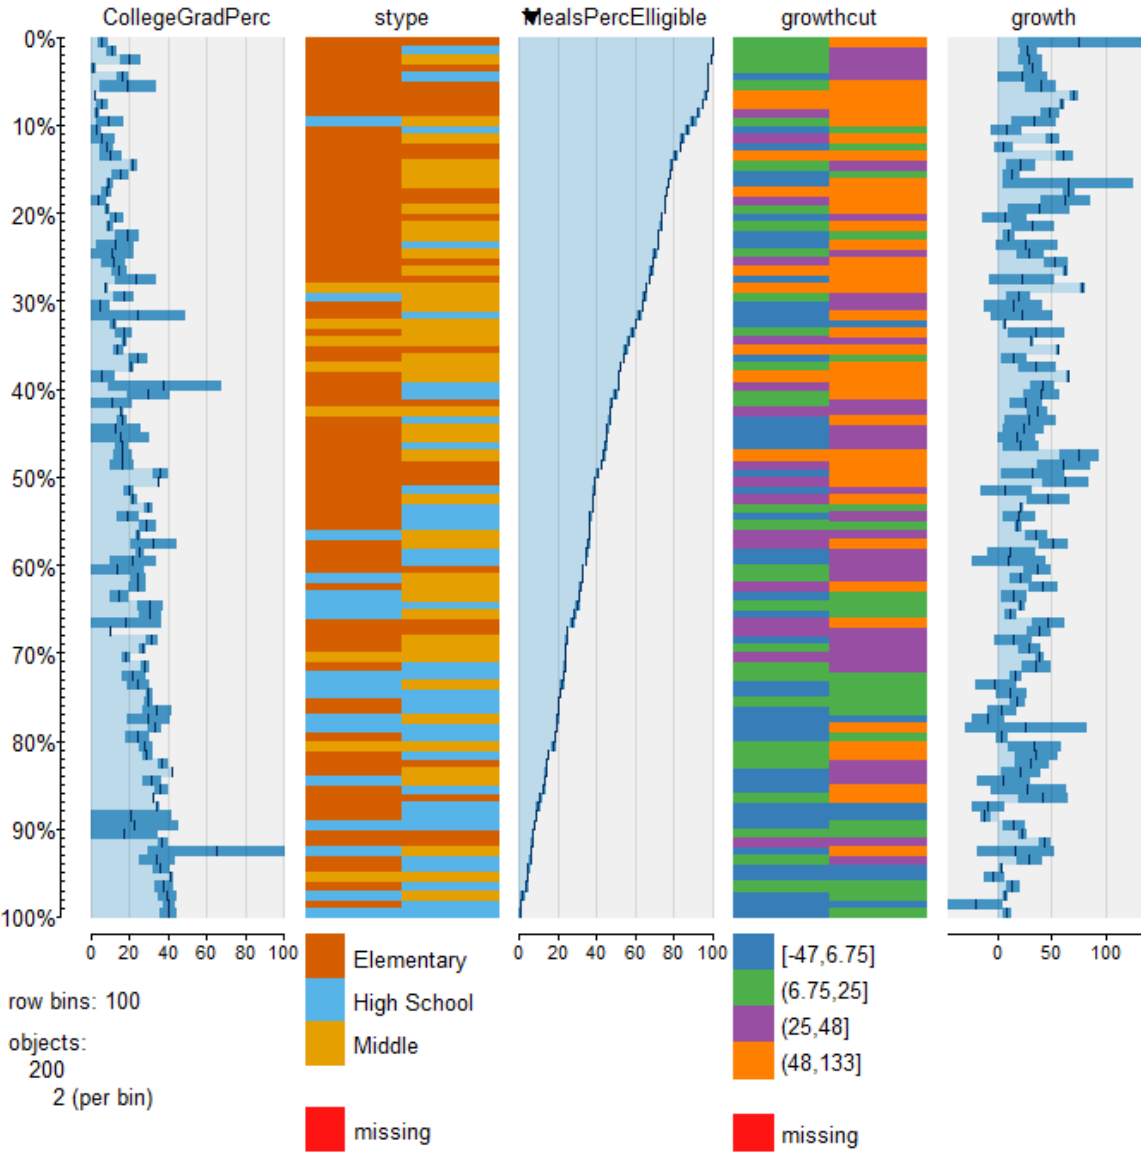 CollegeGradPerc stype MealsPercElligible growthcut growth
0%
10%
20%
30%
40%
50%
60%
70%
80%
90%
100%
0 20 40 60 80 100 0 20 40 60 80 100 0 50 100
Elementary
High School
Middle
missing
[-47,6.75]
(6.75,25]
(25,48]
(48,133]
missing
row bins: 100
objects:
200
2 (per bin)